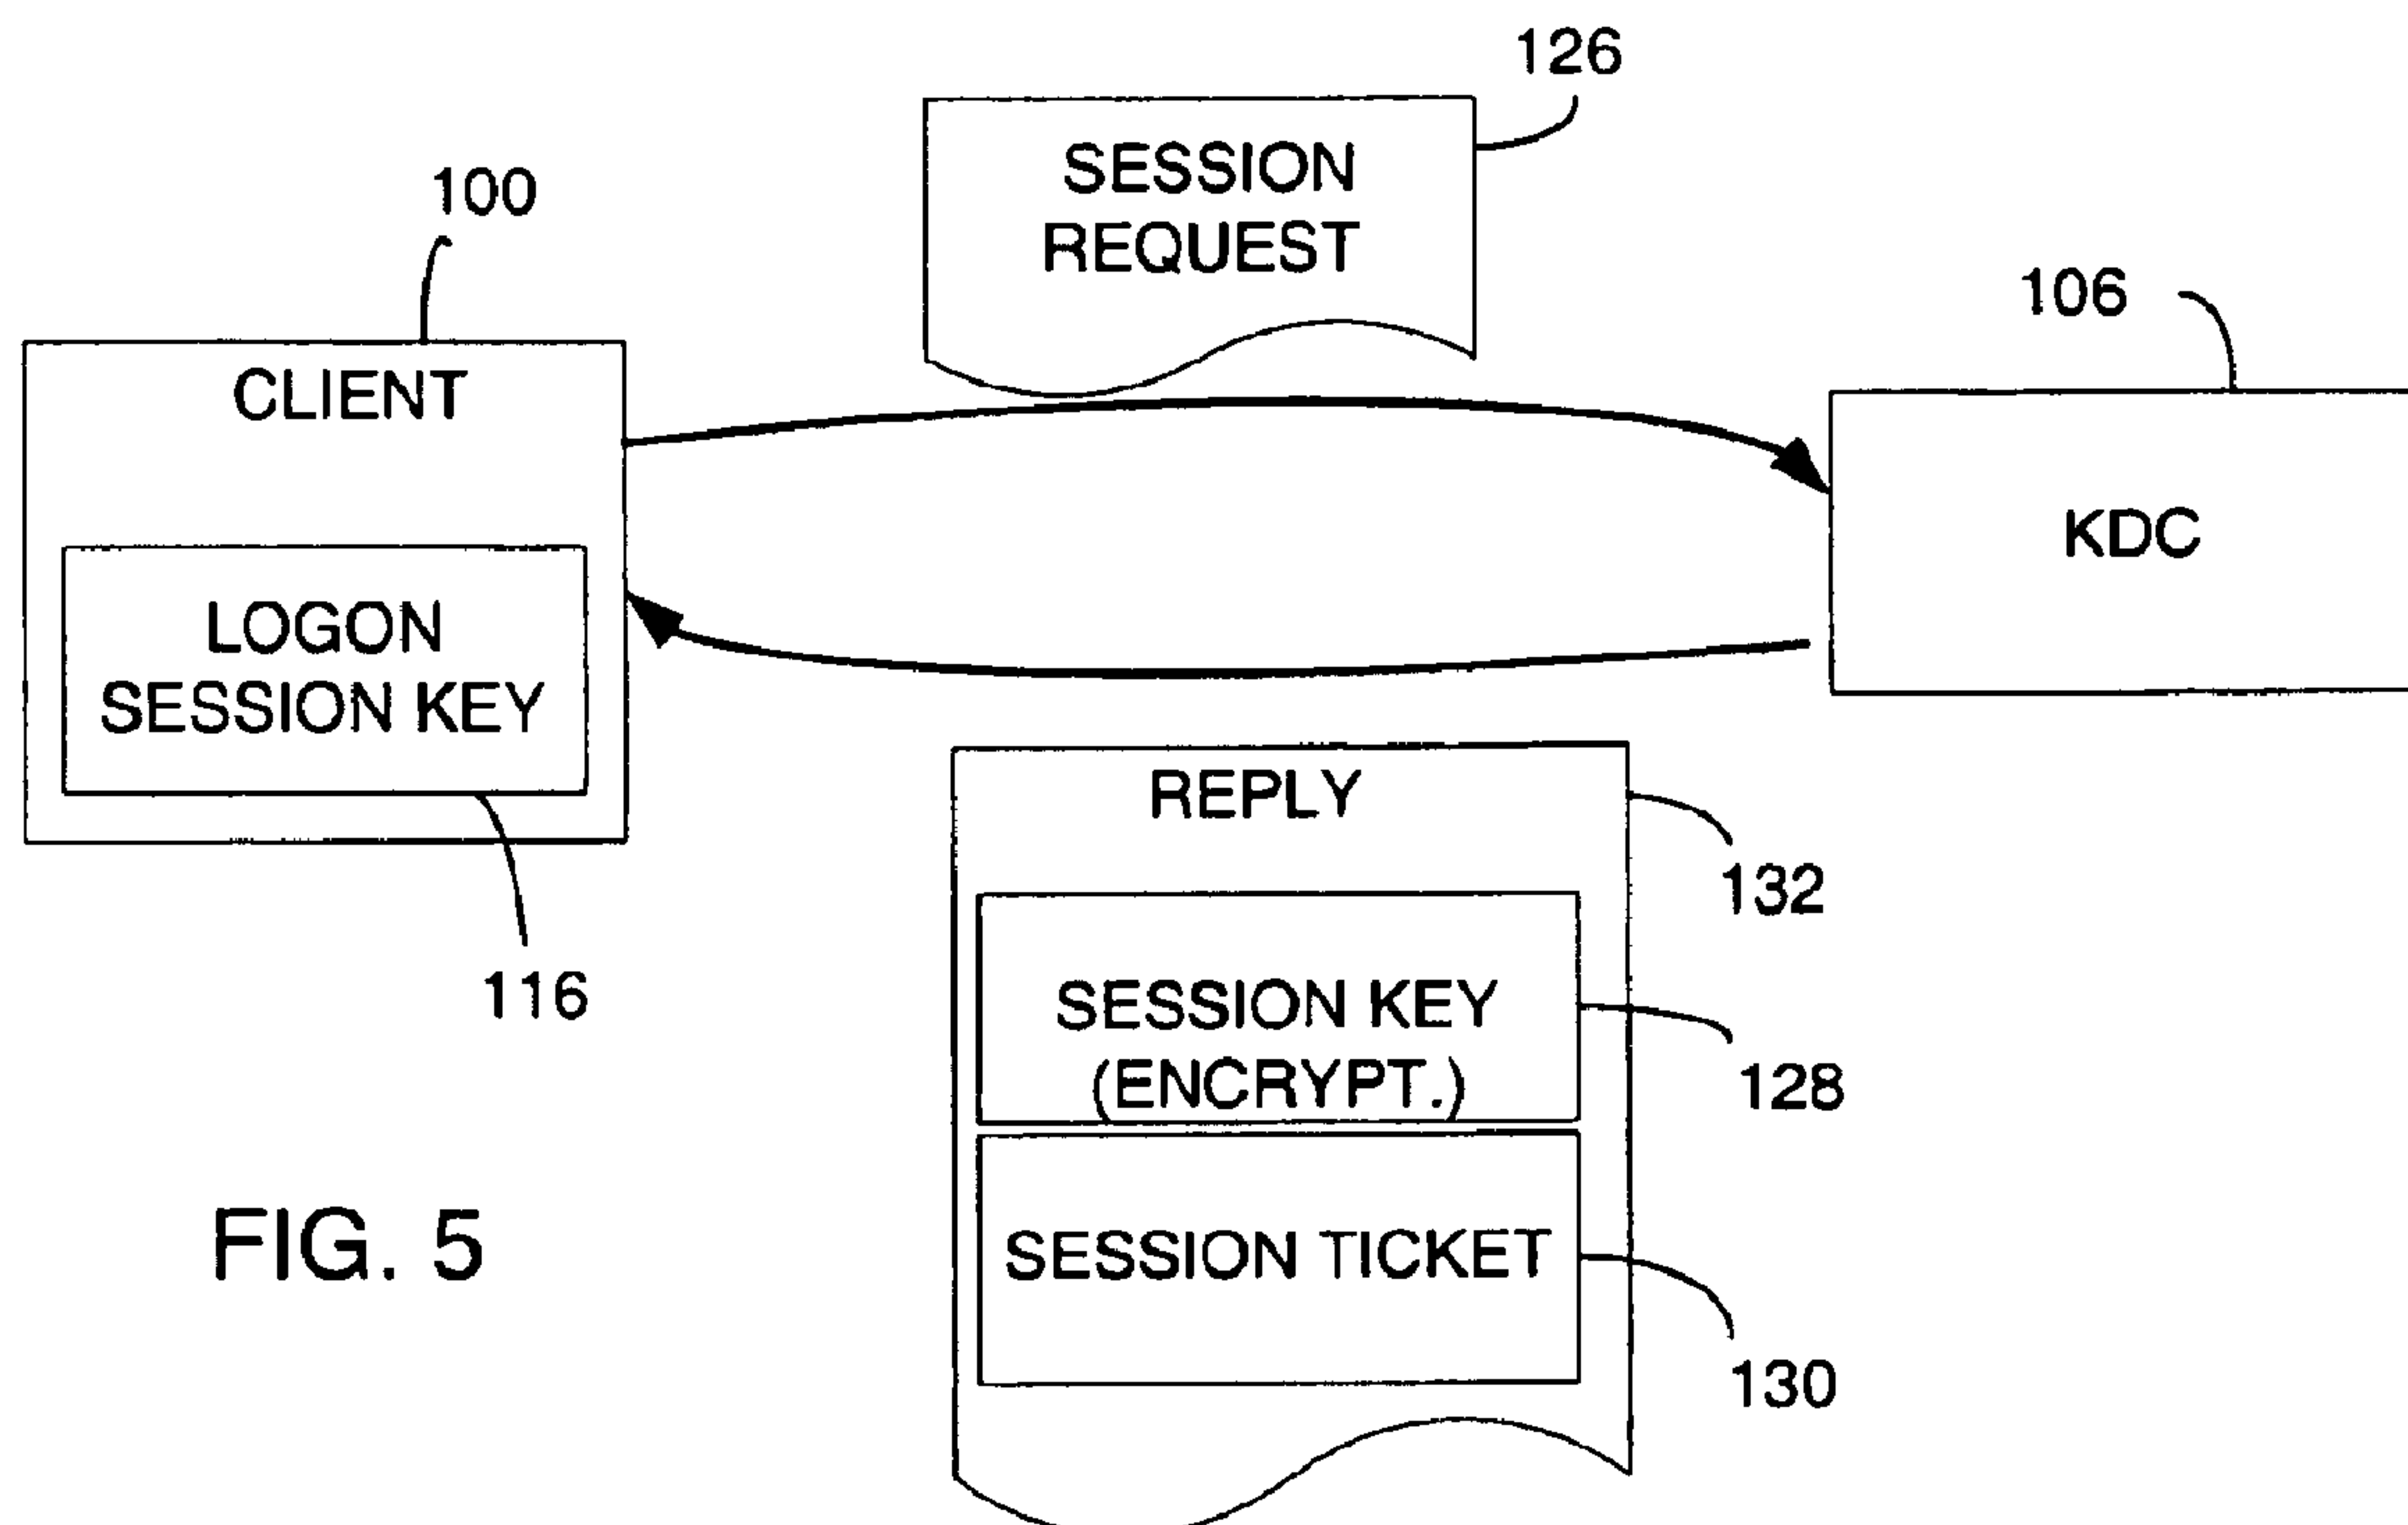 126
SESSION
REQUEST
100
106
CLIENT
KDC
LOGON
SESSION KEY
REPLY
132
116
SESSION KEY
(ENCRYPT.)
128
SESSION TICKET
130
FIG. 5